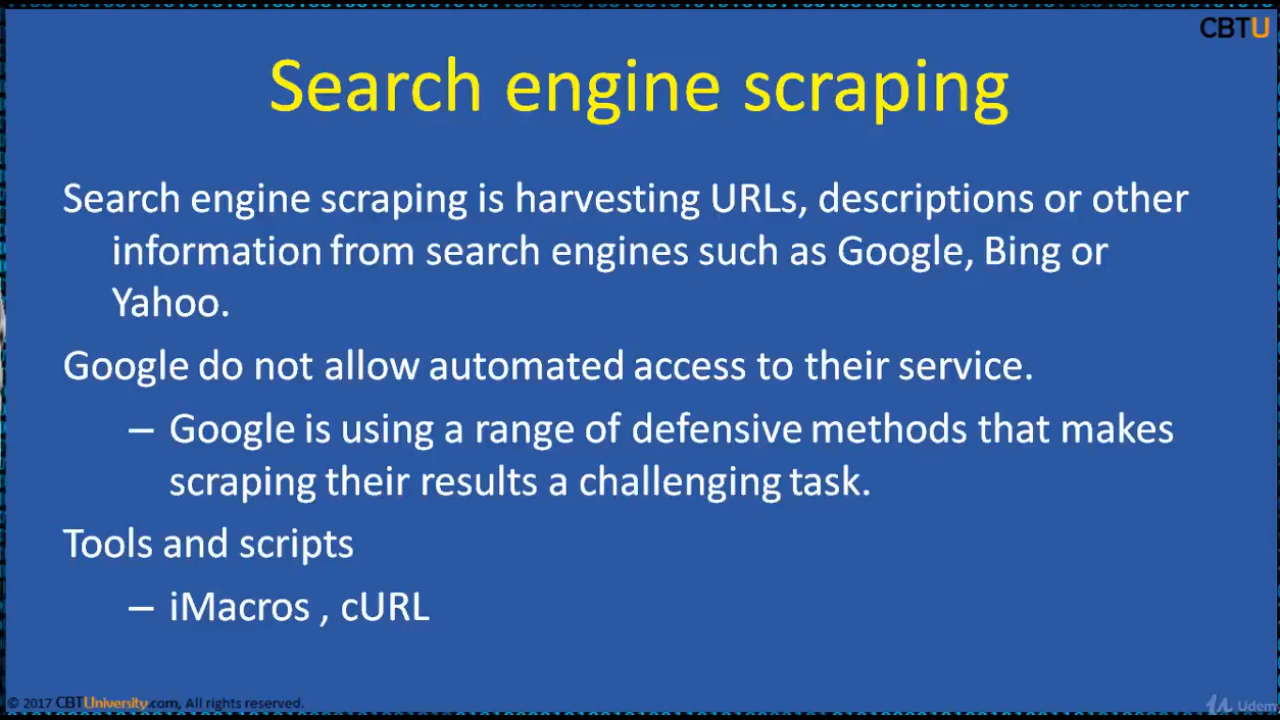 CBTU
Search engine scraping
Search engine scraping is harvesting URLs, descriptions or other
information from search engines such as Google, Bing or
Yahoo.
Google do not allow automated access to their service.
– Google is using a range of defensive methods that makes
scraping their results a challenging task.
Tools and scripts
– iMacros , cURL
© 2017 CBTUniversity.com, All rights reserved.
Udem